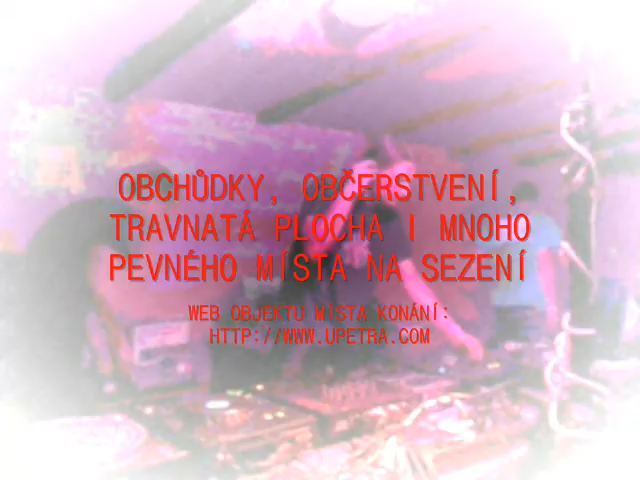 OBCHŮDKY, OBČERSTVENÍ,
TRAVNATÁ PLOCHA I MNOHO
PEVNÉHO MÍSTA NA SEZENÍ
WEB OBJEKTU MÍSTA KONÁNÍ:
HTTP://WWW.UPETRA.COM